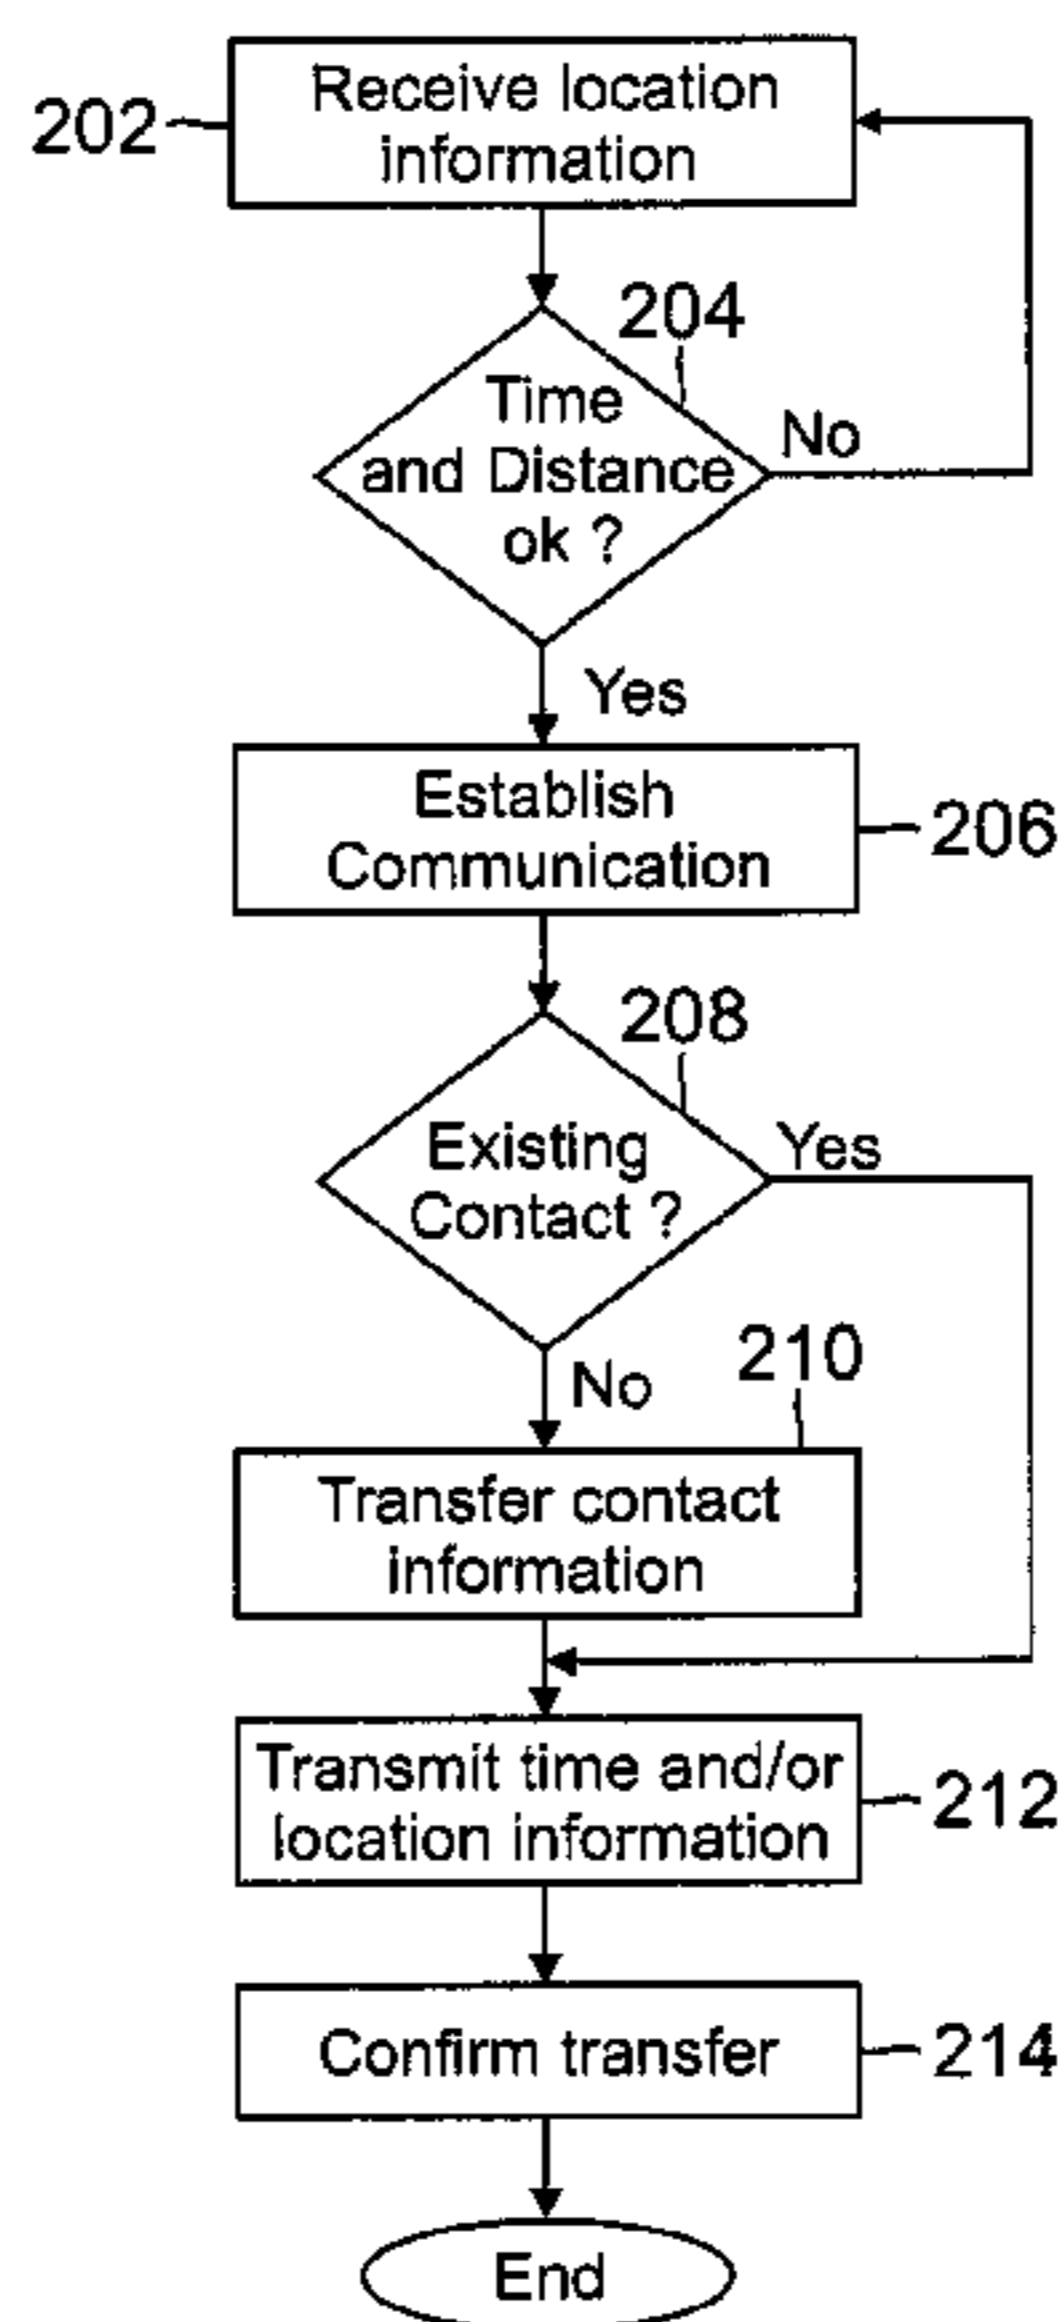 Receive location
information
202
204
Time
and Distance
ok ?
No
Yes
Establish
Communication
206
208
Existing
Contact ?
Yes
No
210
Transfer contact
information
Transmit time and/or
location information
212
Confirm transfer
214
End